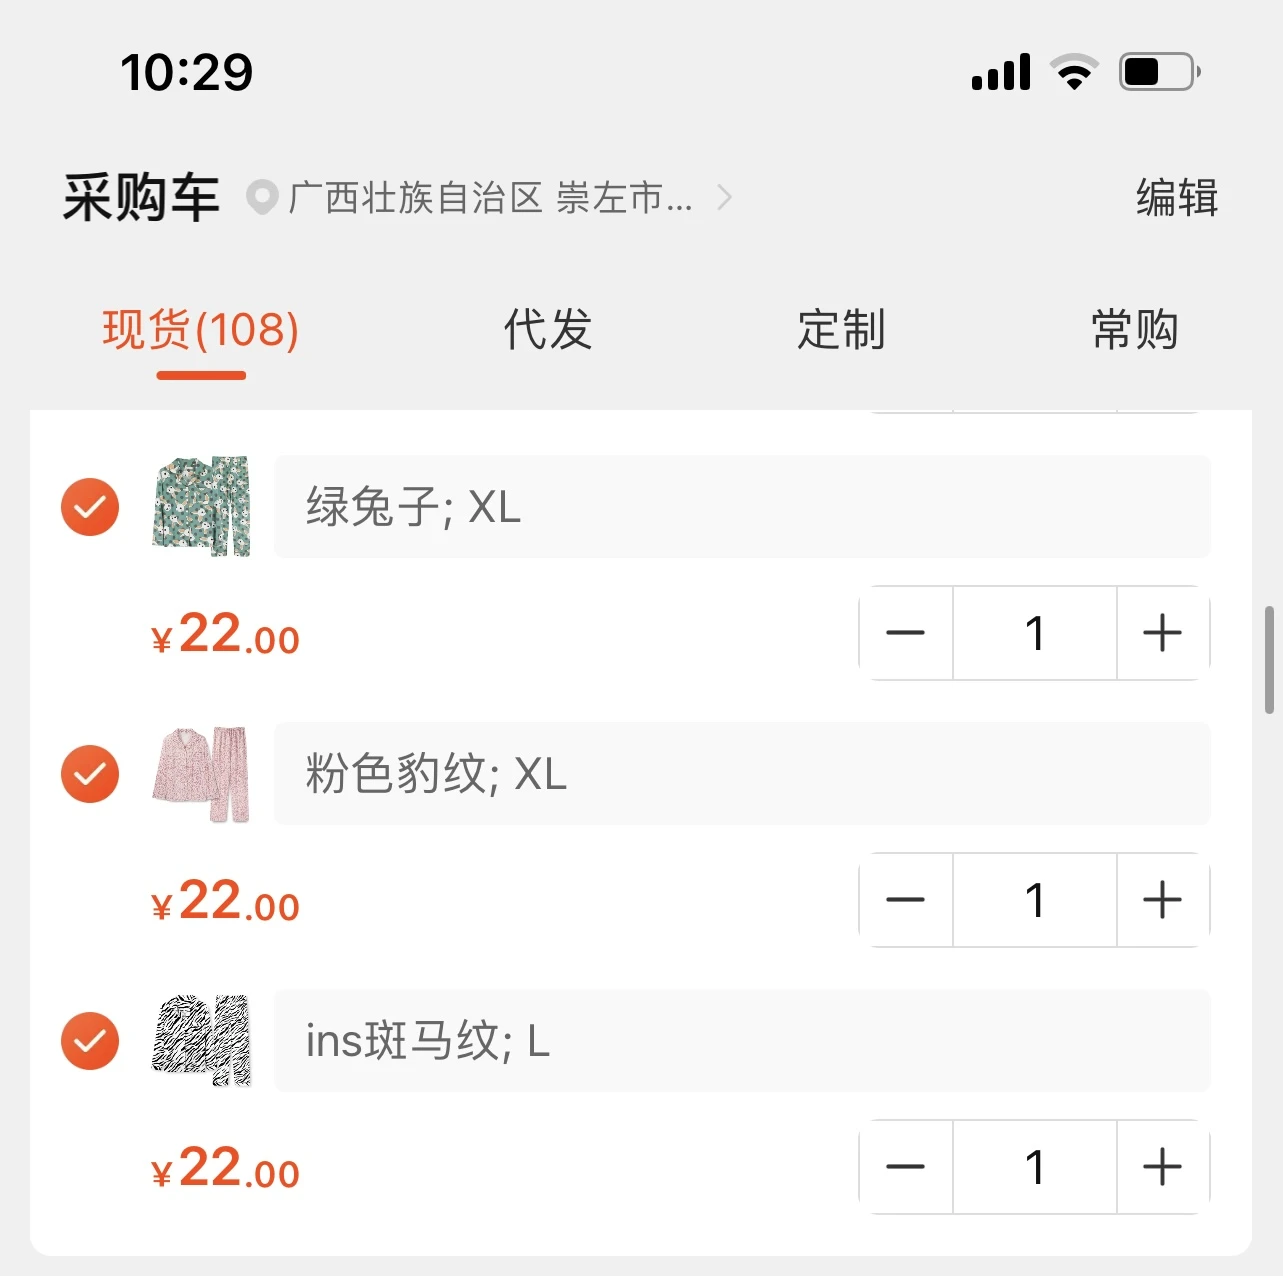 10:29
采购车 广西壮族自治区 崇左市... 编辑
现货(108) 代发 定制 常购
绿兔子; XL
¥22.00 1
粉色豹纹; XL
¥22.00 1
ins斑马纹; L
¥22.00 1